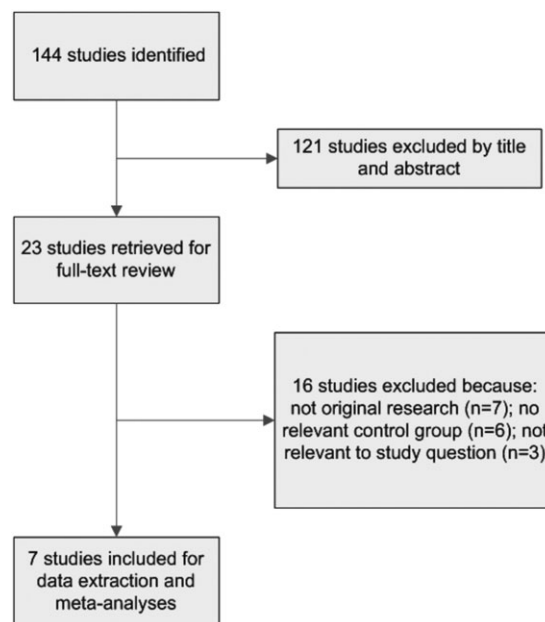 144 studies identified
121 studies excluded by title
and abstract
23 studies retrieved for
full-text review
16 studies excluded because:
not original research (n=7); no
relevant control group (n=6); not
relevant to study question (n=3)
7 studies included for
data extraction and
meta-analyses